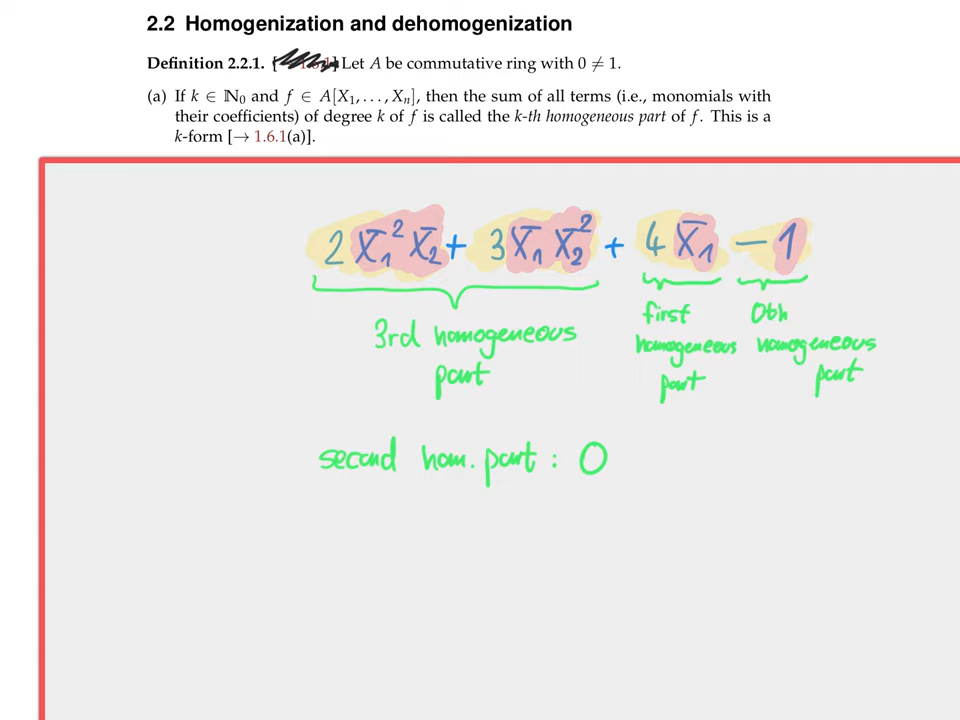 2.2 Homogenization and dehomogenization
Definition 2.2.1. Let A be commutative ring with 0 ≠ 1.
(a) If k ∈ ℕ₀ and f ∈ A[X₁, . . . , Xₙ], then the sum of all terms (i.e., monomials with
their coefficients) of degree k of f is called the k-th homogeneous part of f. This is a
k-form [→ 1.6.1(a)].
2X₁²X₂ + 3X₁X₂² + 4X₁ − 1
3rd homogeneous part
first homogeneous part
0th homogeneous part
second hom. part : 0